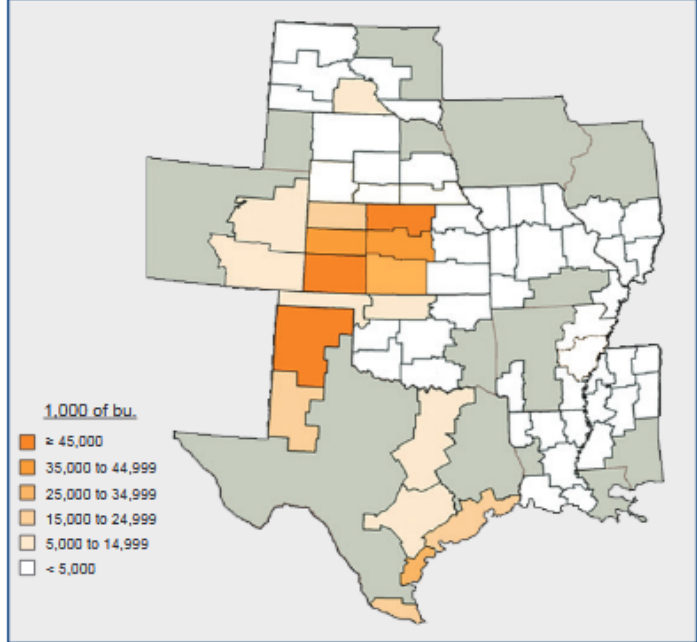 1,000 of bu.
≥ 45,000
35,000 to 44,999
25,000 to 34,999
15,000 to 24,999
5,000 to 14,999
< 5,000